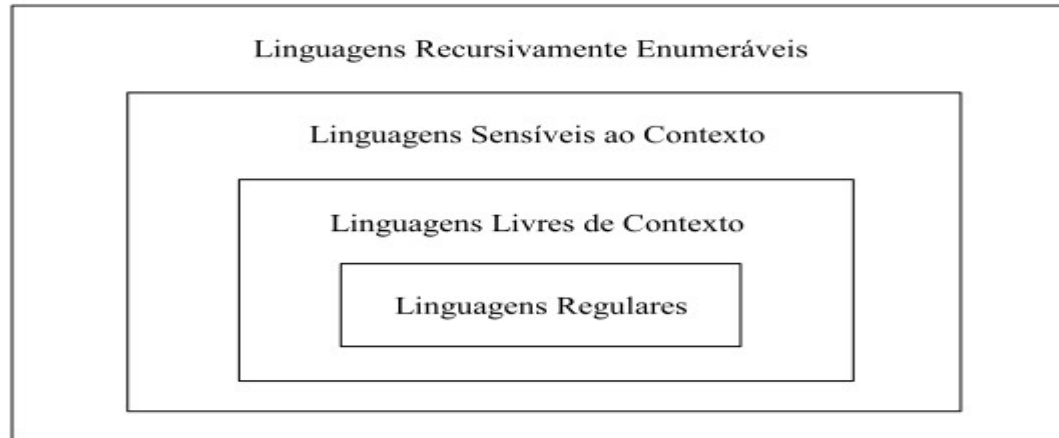 Linguagens Recursivamente Enumeráveis
Linguagens Sensíveis ao Contexto
Linguagens Livres de Contexto
Linguagens Regulares